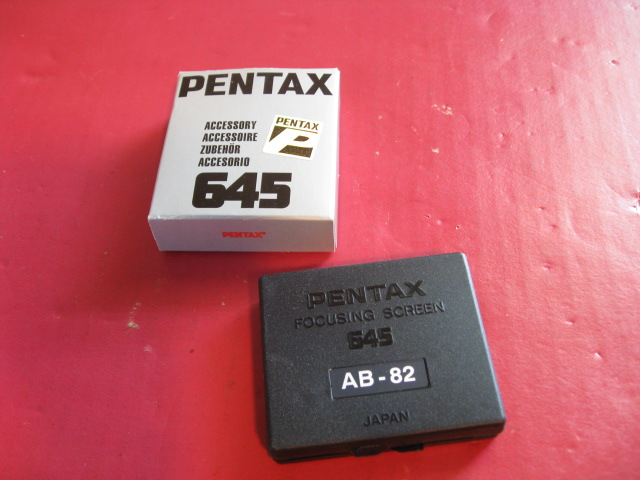 PENTAX
ACCESSORY
ACCESSOIRE
ZUBEHÖR
ACCESORIO
PENTAX
645
PENTAX
PENTAX
FOCUSING SCREEN
645
AB-82
JAPAN